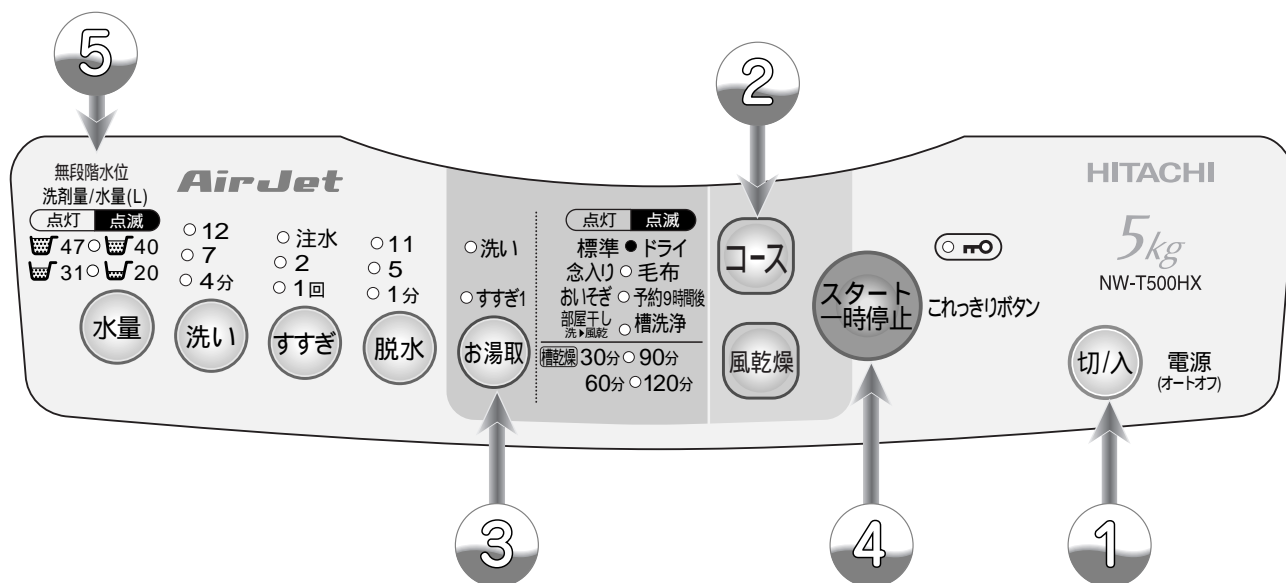 5
2
無段階水位
洗剤量/水量(L)
点灯 点滅
47 40
31 20
水量
AirJet
12
7
4分
洗い
注水
2
1回
すすぎ
11
5
1分
脱水
洗い
すすぎ1
お湯取
点灯 点滅
標準 ドライ
念入り 毛布
おいそぎ 予約9時間後
部屋干し 槽洗浄
洗▶風乾
槽乾燥 30分 90分
60分 120分
コース
風乾燥
スタート
一時停止
これっきりボタン
HITACHI
5kg
NW-T500HX
切/入
電源
(オートオフ)
3
4
1